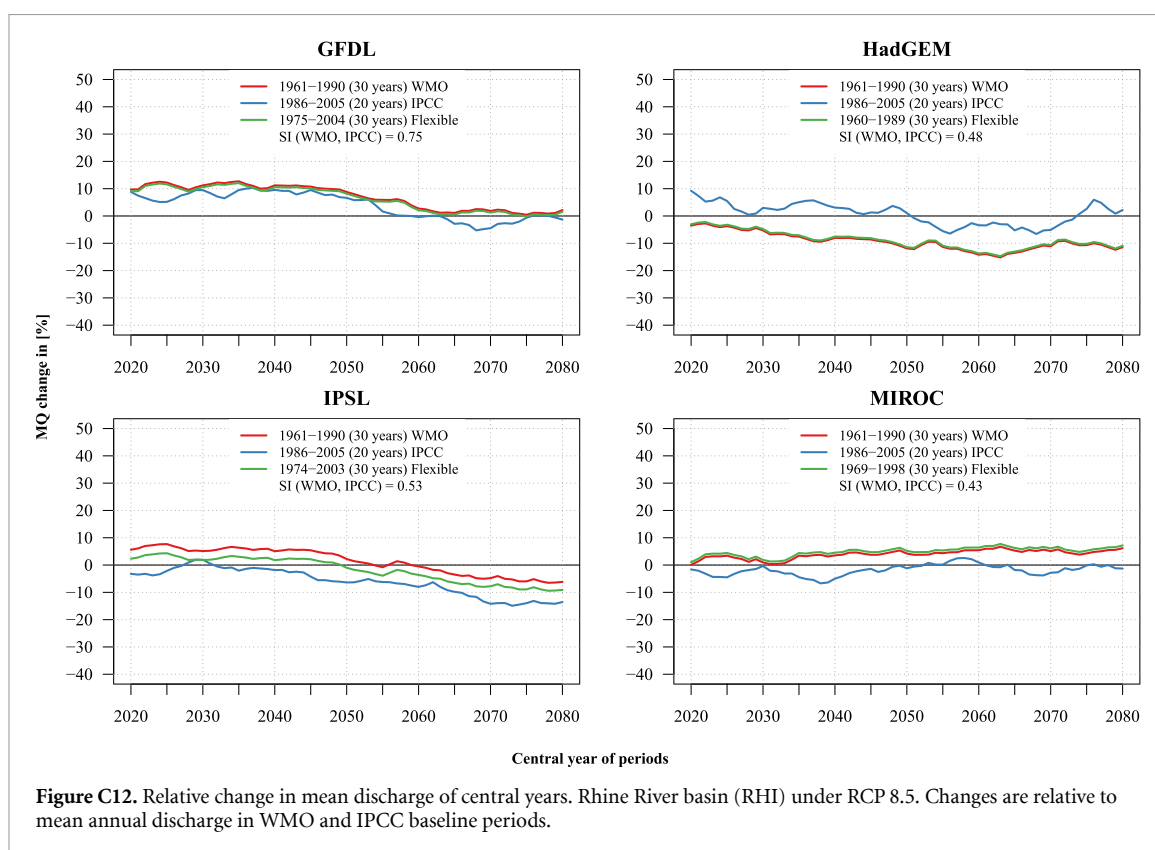 GFDL
50
40
30
20
10
0
−10
−20
−30
−40
1961−1990 (30 years) WMO
1986−2005 (20 years) IPCC
1975−2004 (30 years) Flexible
SI (WMO, IPCC) = 0.75
2020 2030 2040 2050 2060 2070 2080
HadGEM
50
40
30
20
10
0
−10
−20
−30
−40
1961−1990 (30 years) WMO
1986−2005 (20 years) IPCC
1960−1989 (30 years) Flexible
SI (WMO, IPCC) = 0.48
2020 2030 2040 2050 2060 2070 2080
MQ change in [%]
IPSL
50
40
30
20
10
0
−10
−20
−30
−40
1961−1990 (30 years) WMO
1986−2005 (20 years) IPCC
1974−2003 (30 years) Flexible
SI (WMO, IPCC) = 0.53
2020 2030 2040 2050 2060 2070 2080
MIROC
50
40
30
20
10
0
−10
−20
−30
−40
1961−1990 (30 years) WMO
1986−2005 (20 years) IPCC
1969−1998 (30 years) Flexible
SI (WMO, IPCC) = 0.43
2020 2030 2040 2050 2060 2070 2080
Central year of periods
Figure C12. Relative change in mean discharge of central years. Rhine River basin (RHI) under RCP 8.5. Changes are relative to
mean annual discharge in WMO and IPCC baseline periods.